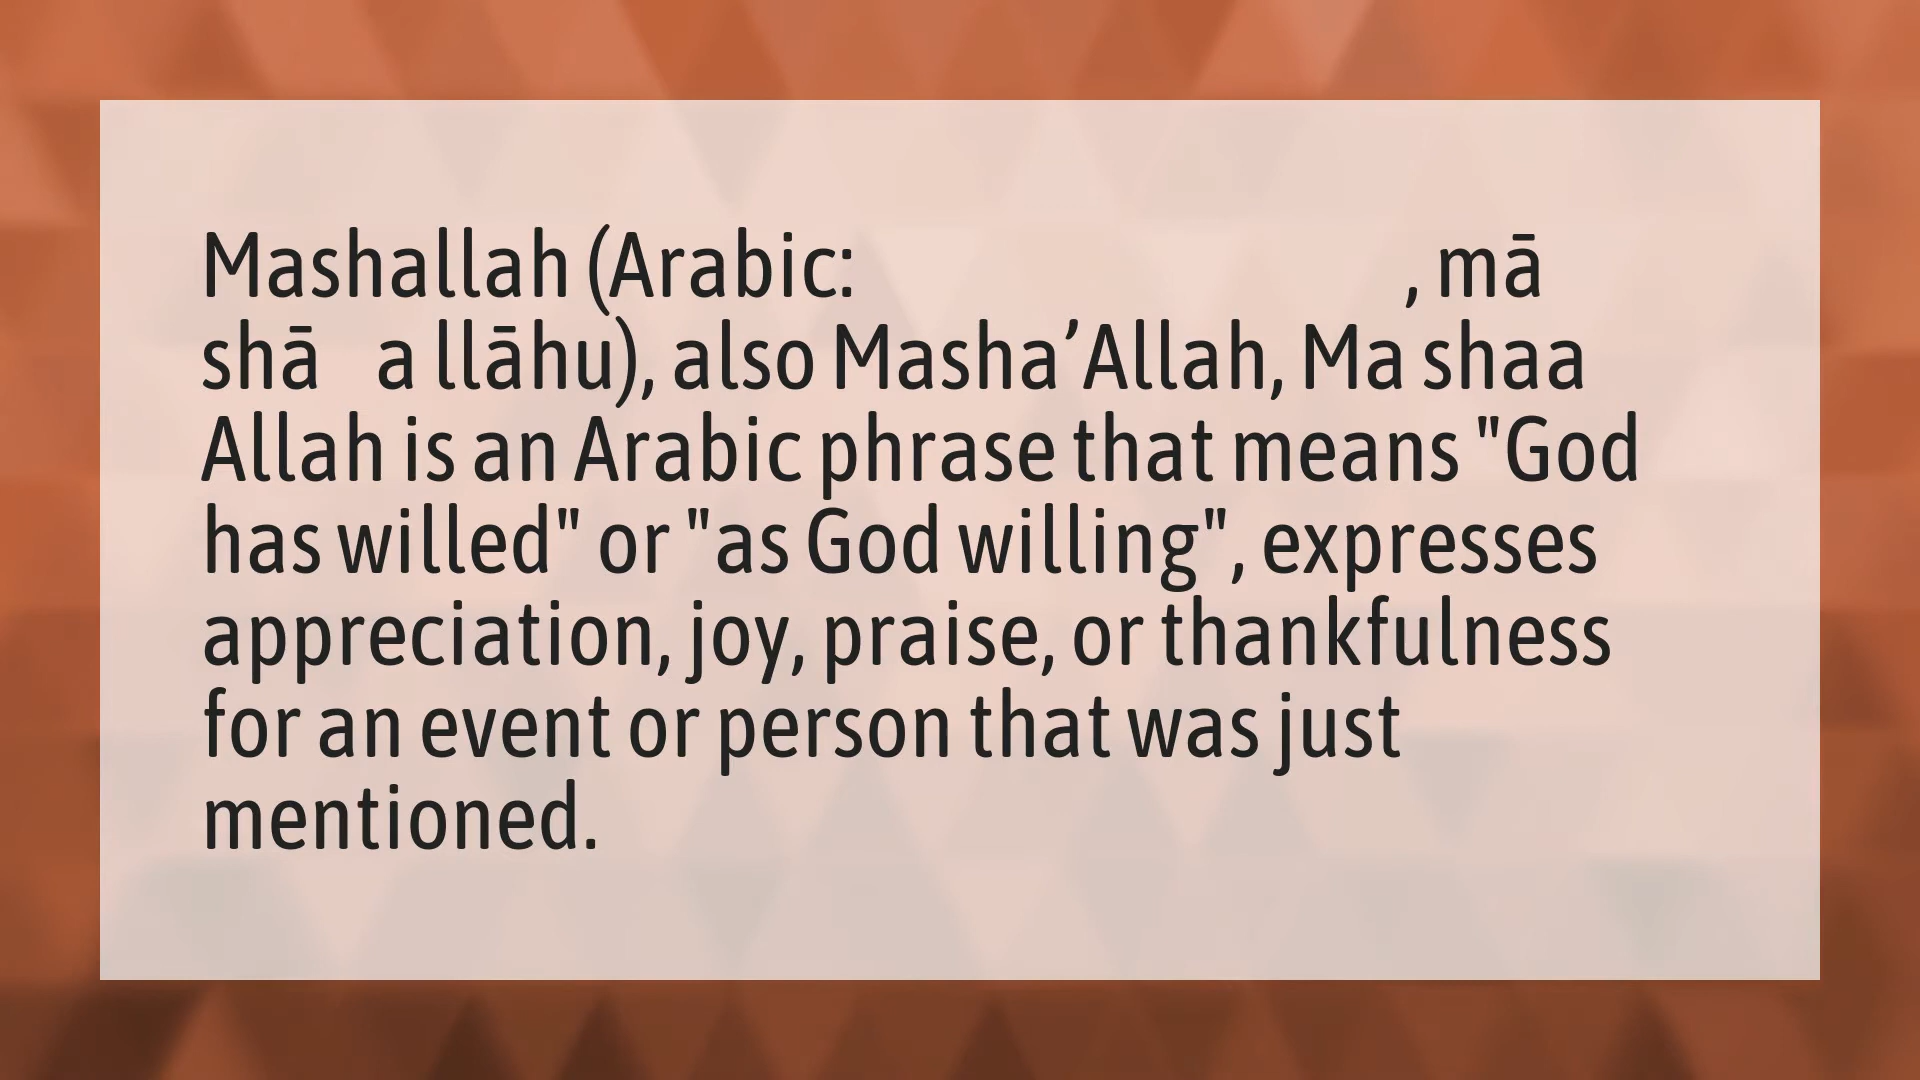 Mashallah (Arabic: , mā
shā a llāhu), also Masha’Allah, Ma shaa
Allah is an Arabic phrase that means "God
has willed" or "as God willing", expresses
appreciation, joy, praise, or thankfulness
for an event or person that was just
mentioned.